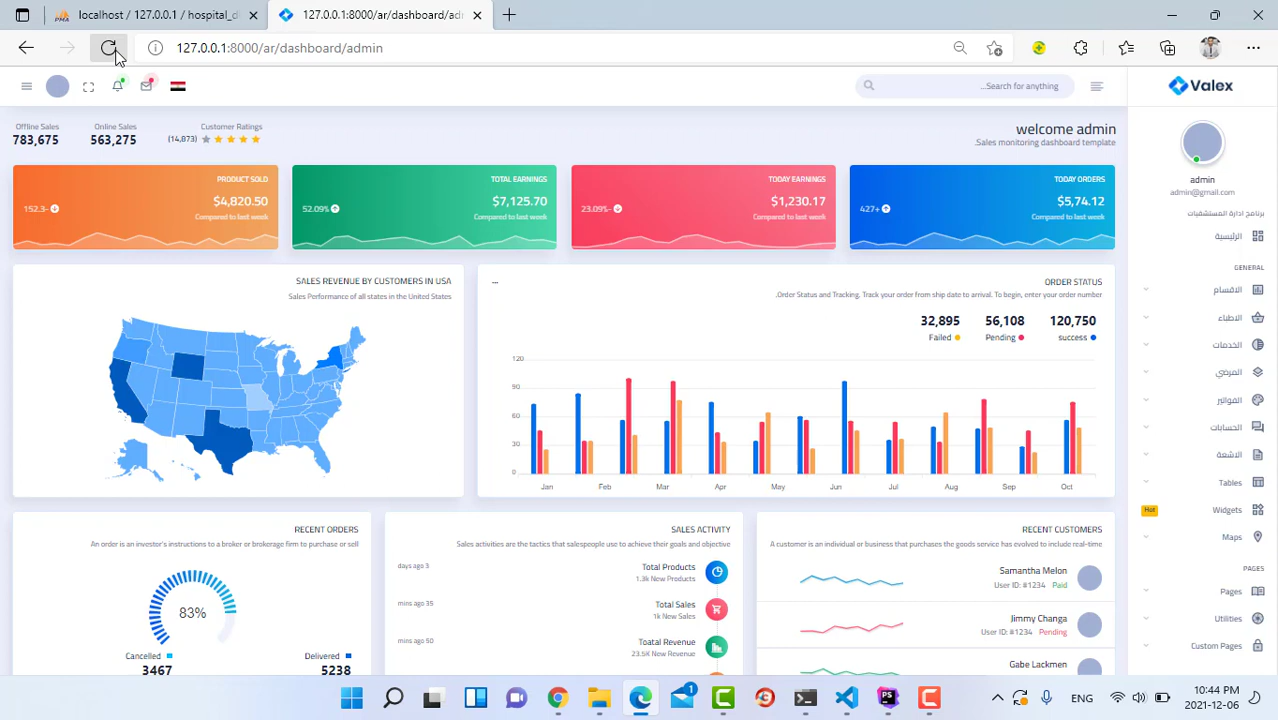 localhost / 127.0.0.1 / hospital_d
127.0.0.1:8000/ar/dashboard/adm
127.0.0.1:8000/ar/dashboard/admin
Search for anything...
Valex
Offline Sales
783,675
Online Sales
563,275
Customer Ratings
(14,873)
welcome admin
Sales monitoring dashboard template.
admin
admin@gmail.com
PRODUCT SOLD
$4,820.50
Compared to last week
152.3-
TOTAL EARNINGS
$7,125.70
Compared to last week
52.09%
TODAY EARNINGS
$1,230.17
Compared to last week
23.09%-
TODAY ORDERS
$5,74.12
Compared to last week
427+
برنامج ادارة المستشفيات
الرئيسية
GENERAL
الاقسام
الاطباء
الخدمات
المرضي
الفواتير
الحسابات
الاشعة
Tables
Widgets
Hot
Maps
PAGES
Pages
Utilities
Custom Pages
SALES REVENUE BY CUSTOMERS IN USA
Sales Performance of all states in the United States
ORDER STATUS
...
Order Status and Tracking. Track your order from ship date to arrival. To begin, enter your order number.
32,895
Failed
56,108
Pending
120,750
success
120
90
60
30
0
Jan Feb Mar Apr May Jun Jul Aug Sep Oct
RECENT ORDERS
An order is an investor's instructions to a broker or brokerage firm to purchase or sell
83%
Cancelled
3467
Delivered
5238
SALES ACTIVITY
Sales activities are the tactics that salespeople use to achieve their goals and objective
days ago 3
Total Products
1.3k New Products
mins ago 35
Total Sales
1k New Sales
mins ago 50
Toatal Revenue
23.5K New Revenue
RECENT CUSTOMERS
A customer is an individual or business that purchases the goods service has evolved to include real-time
Samantha Melon
User ID: #1234 Paid
Jimmy Changa
User ID: #1234 Pending
Gabe Lackmen
1
ENG
10:44 PM
2021-12-06